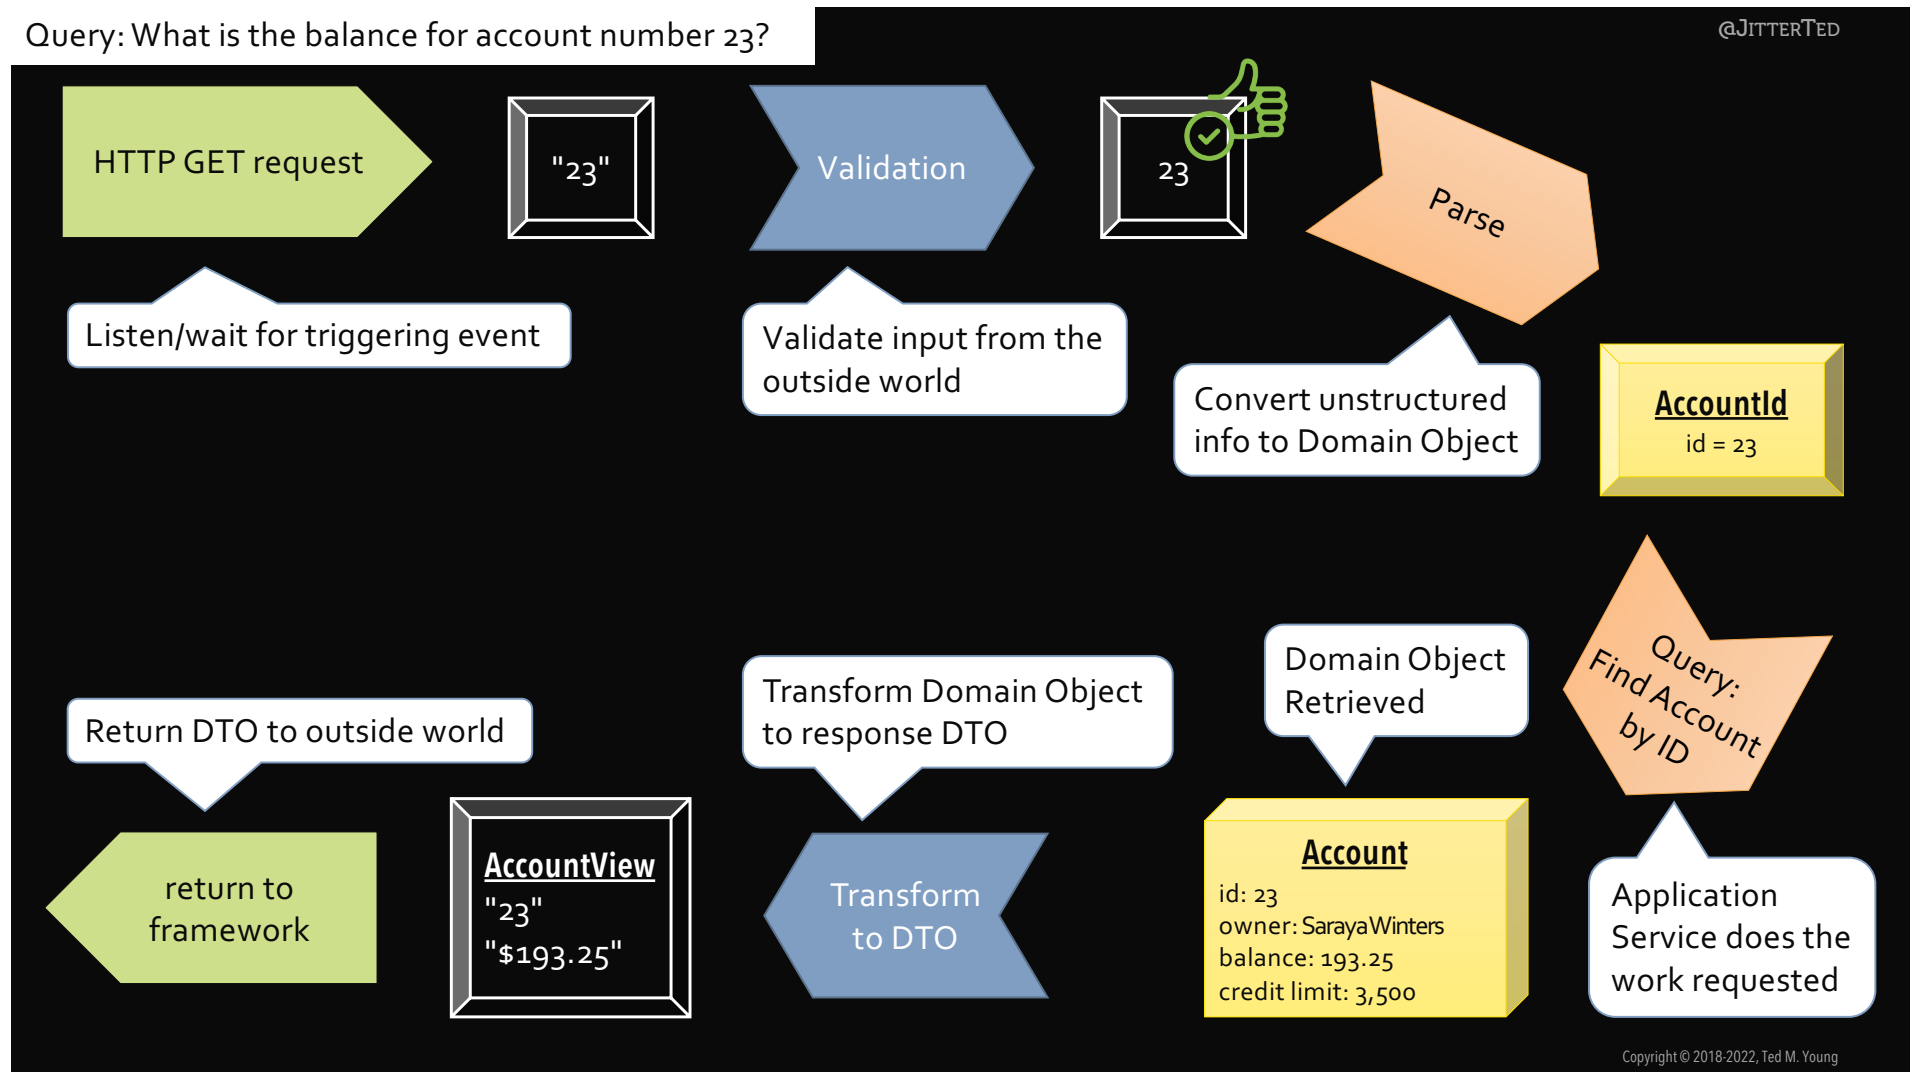 Query: What is the balance for account number 23?
@JitterTed
HTTP GET request
"23"
Validation
23
Parse
Listen/wait for triggering event
Validate input from the
outside world
Convert unstructured
info to Domain Object
AccountId
id = 23
Query:
Find Account
by ID
Domain Object
Retrieved
Transform Domain Object
to response DTO
Return DTO to outside world
return to
framework
AccountView
"23"
"$193.25"
Transform
to DTO
Account
id: 23
owner: Saraya Winters
balance: 193.25
credit limit: 3,500
Application
Service does the
work requested
Copyright © 2018-2022, Ted M. Young